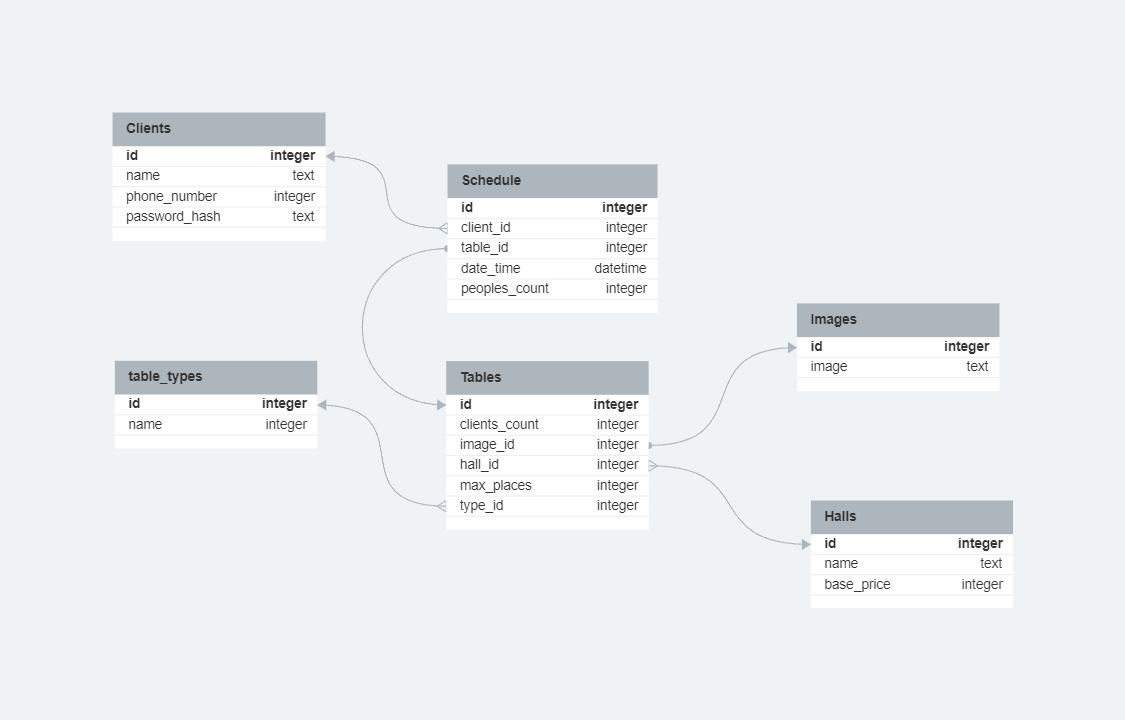 Clients
id integer
name text
phone_number integer
password_hash text
Schedule
id integer
client_id integer
table_id integer
date_time datetime
peoples_count integer
Images
id integer
image text
table_types
id integer
name integer
Tables
id integer
clients_count integer
image_id integer
hall_id integer
max_places integer
type_id integer
Halls
id integer
name text
base_price integer